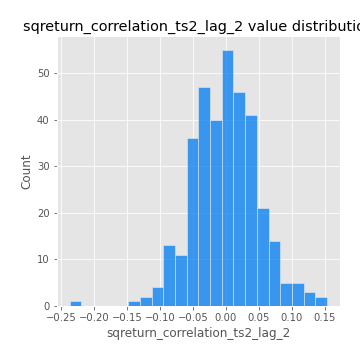 sqreturn_correlation_ts2_lag_2 value distributio
50
40
30
20
10
0
Count
−0.25 −0.20 −0.15 −0.10 −0.05 0.00 0.05 0.10 0.15
sqreturn_correlation_ts2_lag_2